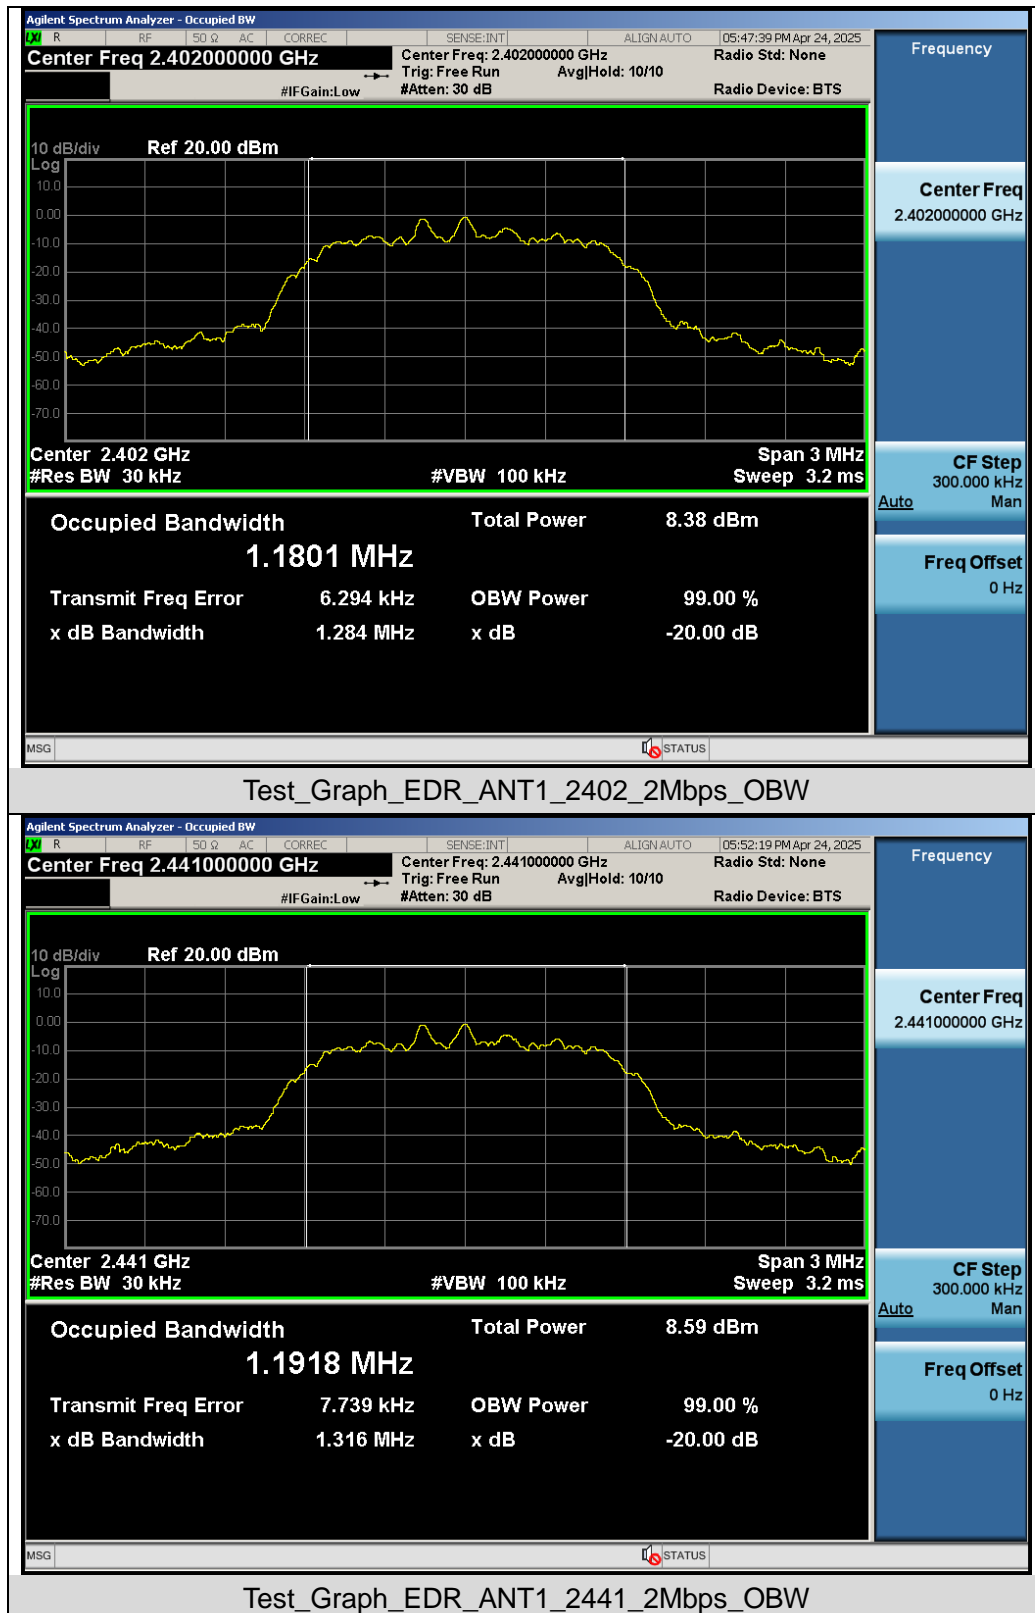 Agilent Spectrum Analyzer - Occupied BW
LXI R RF 50 Ω AC CORREC SENSE:INT ALIGN AUTO 05:47:39 PM Apr 24, 2025
Center Freq 2.402000000 GHz Center Freq: 2.402000000 GHz Radio Std: None
Trig: Free Run Avg|Hold: 10/10
#IFGain:Low #Atten: 30 dB Radio Device: BTS
Frequency
10 dB/div Ref 20.00 dBm
Log
10.0
0.00
-10.0
-20.0
-30.0
-40.0
-50.0
-60.0
-70.0
Center 2.402 GHz Span 3 MHz
#Res BW 30 kHz #VBW 100 kHz Sweep 3.2 ms
Center Freq
2.402000000 GHz
CF Step
300.000 kHz
Auto Man
Freq Offset
0 Hz
Occupied Bandwidth Total Power 8.38 dBm
1.1801 MHz
Transmit Freq Error 6.294 kHz OBW Power 99.00 %
x dB Bandwidth 1.284 MHz x dB -20.00 dB
MSG STATUS
Test_Graph_EDR_ANT1_2402_2Mbps_OBW
Agilent Spectrum Analyzer - Occupied BW
LXI R RF 50 Ω AC CORREC SENSE:INT ALIGN AUTO 05:52:19 PM Apr 24, 2025
Center Freq 2.441000000 GHz Center Freq: 2.441000000 GHz Radio Std: None
Trig: Free Run Avg|Hold: 10/10
#IFGain:Low #Atten: 30 dB Radio Device: BTS
Frequency
10 dB/div Ref 20.00 dBm
Log
10.0
0.00
-10.0
-20.0
-30.0
-40.0
-50.0
-60.0
-70.0
Center 2.441 GHz Span 3 MHz
#Res BW 30 kHz #VBW 100 kHz Sweep 3.2 ms
Center Freq
2.441000000 GHz
CF Step
300.000 kHz
Auto Man
Freq Offset
0 Hz
Occupied Bandwidth Total Power 8.59 dBm
1.1918 MHz
Transmit Freq Error 7.739 kHz OBW Power 99.00 %
x dB Bandwidth 1.316 MHz x dB -20.00 dB
MSG STATUS
Test_Graph_EDR_ANT1_2441_2Mbps_OBW